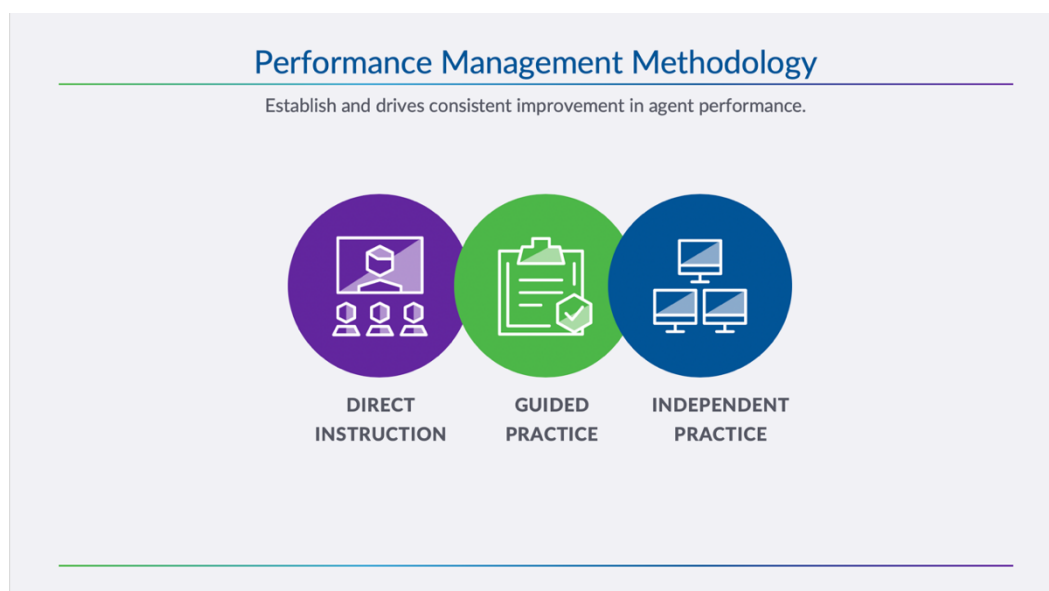 Performance Management Methodology
Establish and drives consistent improvement in agent performance.
DIRECT
INSTRUCTION
GUIDED
PRACTICE
INDEPENDENT
PRACTICE